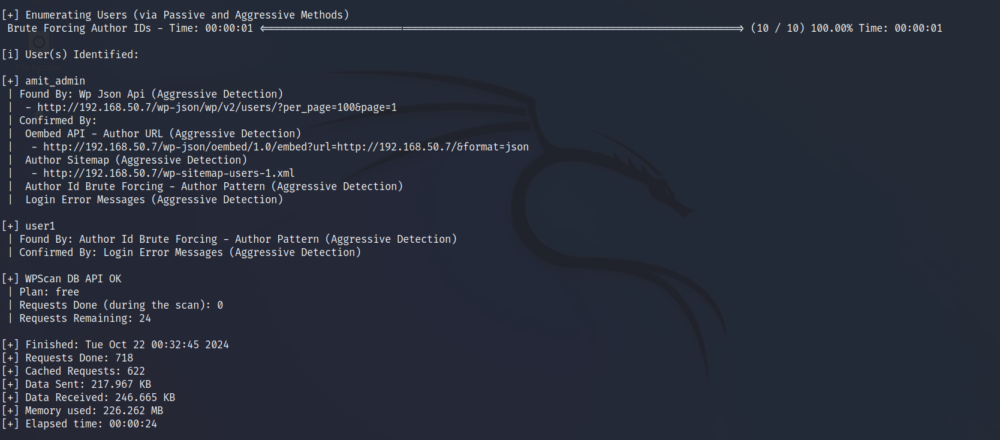 [+] Enumerating Users (via Passive and Aggressive Methods)
 Brute Forcing Author IDs - Time: 00:00:01 <==========================================================> (10 / 10) 100.00% Time: 00:00:01

[i] User(s) Identified:
File System

[+] amit_admin
 | Found By: Wp Json Api (Aggressive Detection)
 |  - http://192.168.50.7/wp-json/wp/v2/users/?per_page=100&page=1
 | Confirmed By:
 |  Oembed API - Author URL (Aggressive Detection)
 |   - http://192.168.50.7/wp-json/oembed/1.0/embed?url=http://192.168.50.7/&format=json
 |  Author Sitemap (Aggressive Detection)
 |   - http://192.168.50.7/wp-sitemap-users-1.xml
 |  Author Id Brute Forcing - Author Pattern (Aggressive Detection)
 |  Login Error Messages (Aggressive Detection)

[+] user1
 | Found By: Author Id Brute Forcing - Author Pattern (Aggressive Detection)
 | Confirmed By: Login Error Messages (Aggressive Detection)

[+] WPScan DB API OK
 | Plan: free
 | Requests Done (during the scan): 0
 | Requests Remaining: 24

[+] Finished: Tue Oct 22 00:32:45 2024
[+] Requests Done: 718
[+] Cached Requests: 622
[+] Data Sent: 217.967 KB
[+] Data Received: 246.665 KB
[+] Memory used: 226.262 MB
[+] Elapsed time: 00:00:24